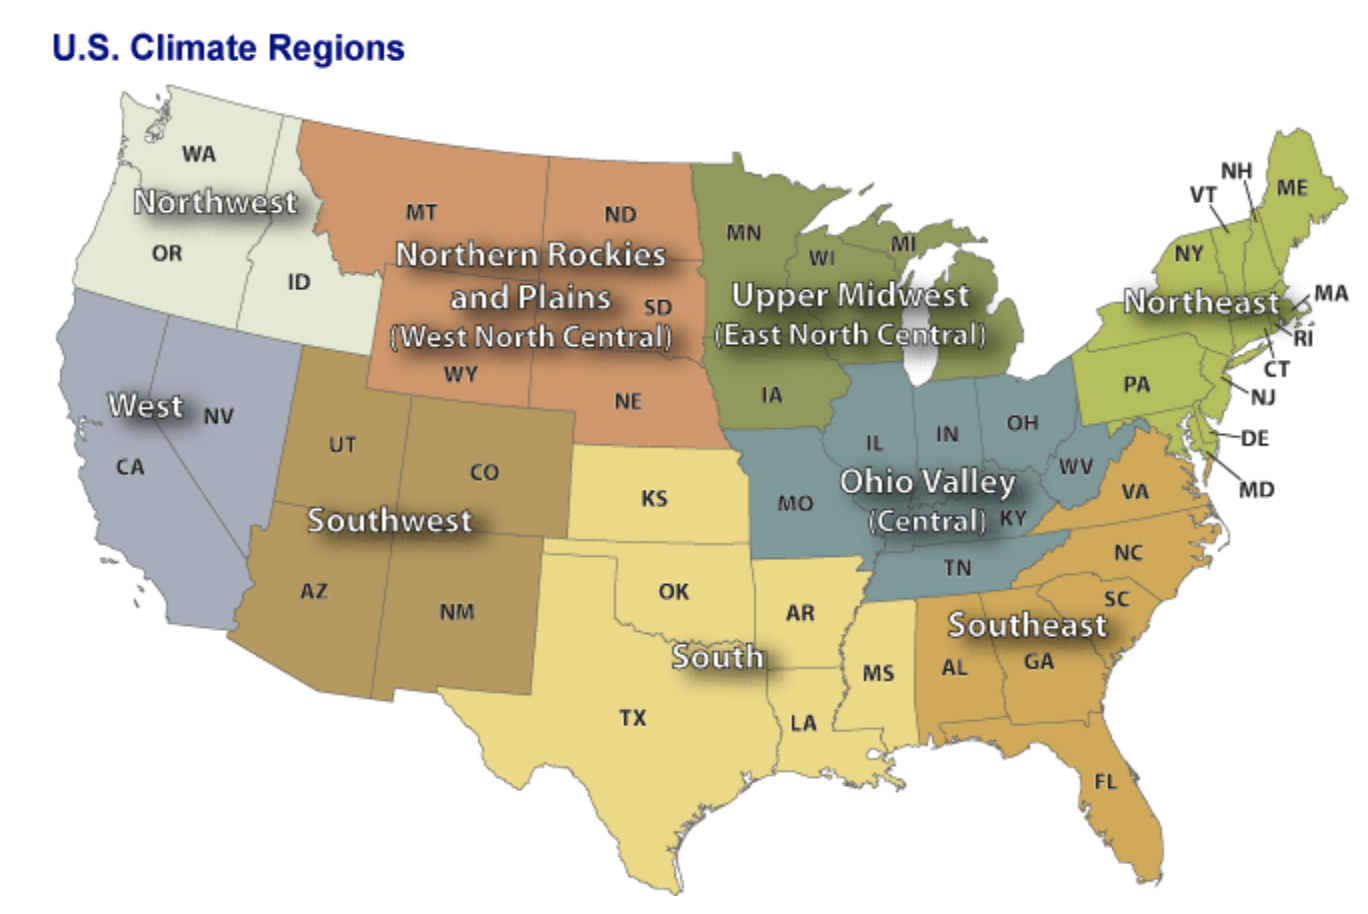 U.S. Climate Regions
WA
Northwest
OR
ID
MT
ND
Northern Rockies
and Plains
(West North Central)
SD
WY
NE
MN
WI
MI
Upper Midwest
(East North Central)
IA
NH
VT
ME
NY
Northeast
MA
RI
CT
NJ
PA
DE
MD
West
NV
CA
UT
CO
Southwest
AZ
NM
KS
OK
AR
South
TX
LA
MS
IL
IN
OH
WV
Ohio Valley
(Central)
MO
KY
TN
VA
NC
SC
Southeast
AL
GA
FL